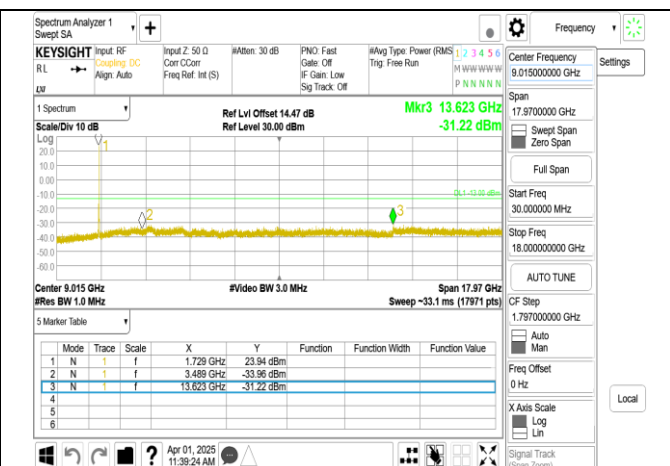 Spectrum Analyzer 1
Swept SA
Frequency
KEYSIGHT
RL
Input: RF
Coupling: DC
Align: Auto
Input Z: 50 Ω
Corr CCorr
Freq Ref: Int (S)
#Atten: 30 dB
PNO: Fast
Gate: Off
IF Gain: Low
Sig Track: Off
#Avg Type: Power (RMS
Trig: Free Run
1 2 3 4 5 6
M W W W W W
P N N N N N
Settings
Center Frequency
9.015000000 GHz
Span
17.9700000 GHz
Swept Span
Zero Span
Full Span
Start Freq
30.000000 MHz
Stop Freq
18.000000000 GHz
AUTO TUNE
CF Step
1.797000000 GHz
Auto
Man
Freq Offset
0 Hz
X Axis Scale
Log
Lin
Signal Track
(Span Zoom)
Local
1 Spectrum
Scale/Div 10 dB
Log
Ref Lvl Offset 14.47 dB
Ref Level 30.00 dBm
Mkr3 13.623 GHz
-31.22 dBm
20.0
10.0
0.00
-10.0
-20.0
-30.0
-40.0
-50.0
-60.0
1
2
3
DL1 -13.00 dBm
Center 9.015 GHz
#Res BW 1.0 MHz
#Video BW 3.0 MHz
Span 17.97 GHz
Sweep ~33.1 ms (17971 pts)
5 Marker Table
Mode Trace Scale X Y Function Function Width Function Value
1 N 1 f 1.729 GHz 23.94 dBm
2 N 1 f 3.489 GHz -33.96 dBm
3 N 1 f 13.623 GHz -31.22 dBm
4
5
6
?
Apr 01, 2025
11:39:24 AM